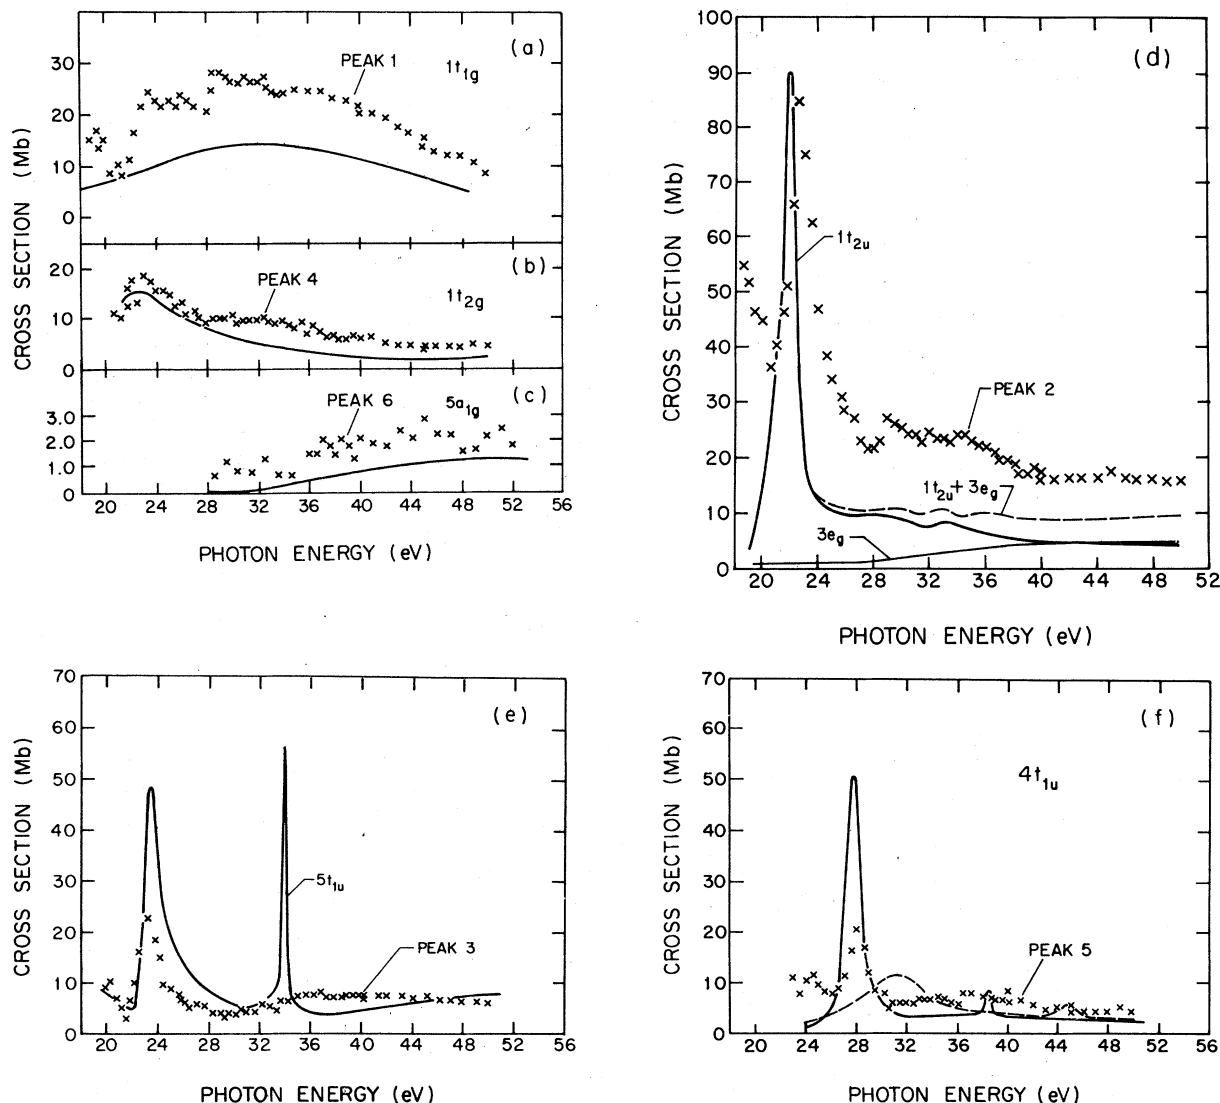 (a)
PEAK 1
1t1g
30
20
10
0
(b)
PEAK 4
1t2g
20
10
0
(c)
PEAK 6
5a1g
3.0
2.0
1.0
0
20 24 28 32 36 40 44 48 52 56
PHOTON ENERGY (eV)
CROSS SECTION (Mb)
(d)
100
90
80
70
60
50
40
30
20
10
0
1t2u
PEAK 2
1t2u + 3eg
3eg
20 24 28 32 36 40 44 48 52
PHOTON ENERGY (eV)
CROSS SECTION (Mb)
(e)
70
60
50
40
30
20
10
0
5t1u
PEAK 3
20 24 28 32 36 40 44 48 52 56
PHOTON ENERGY (eV)
CROSS SECTION (Mb)
(f)
70
60
50
40
30
20
10
0
4t1u
PEAK 5
20 24 28 32 36 40 44 48 52 56
PHOTON ENERGY (eV)
CROSS SECTION (Mb)